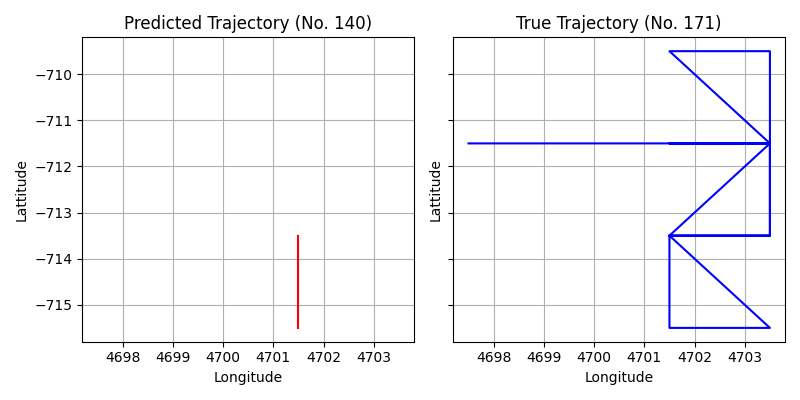 Predicted Trajectory (No. 140)
True Trajectory (No. 171)
Lattitude
−710
−711
−712
−713
−714
−715
4698 4699 4700 4701 4702 4703
Longitude
Lattitude
4698 4699 4700 4701 4702 4703
Longitude